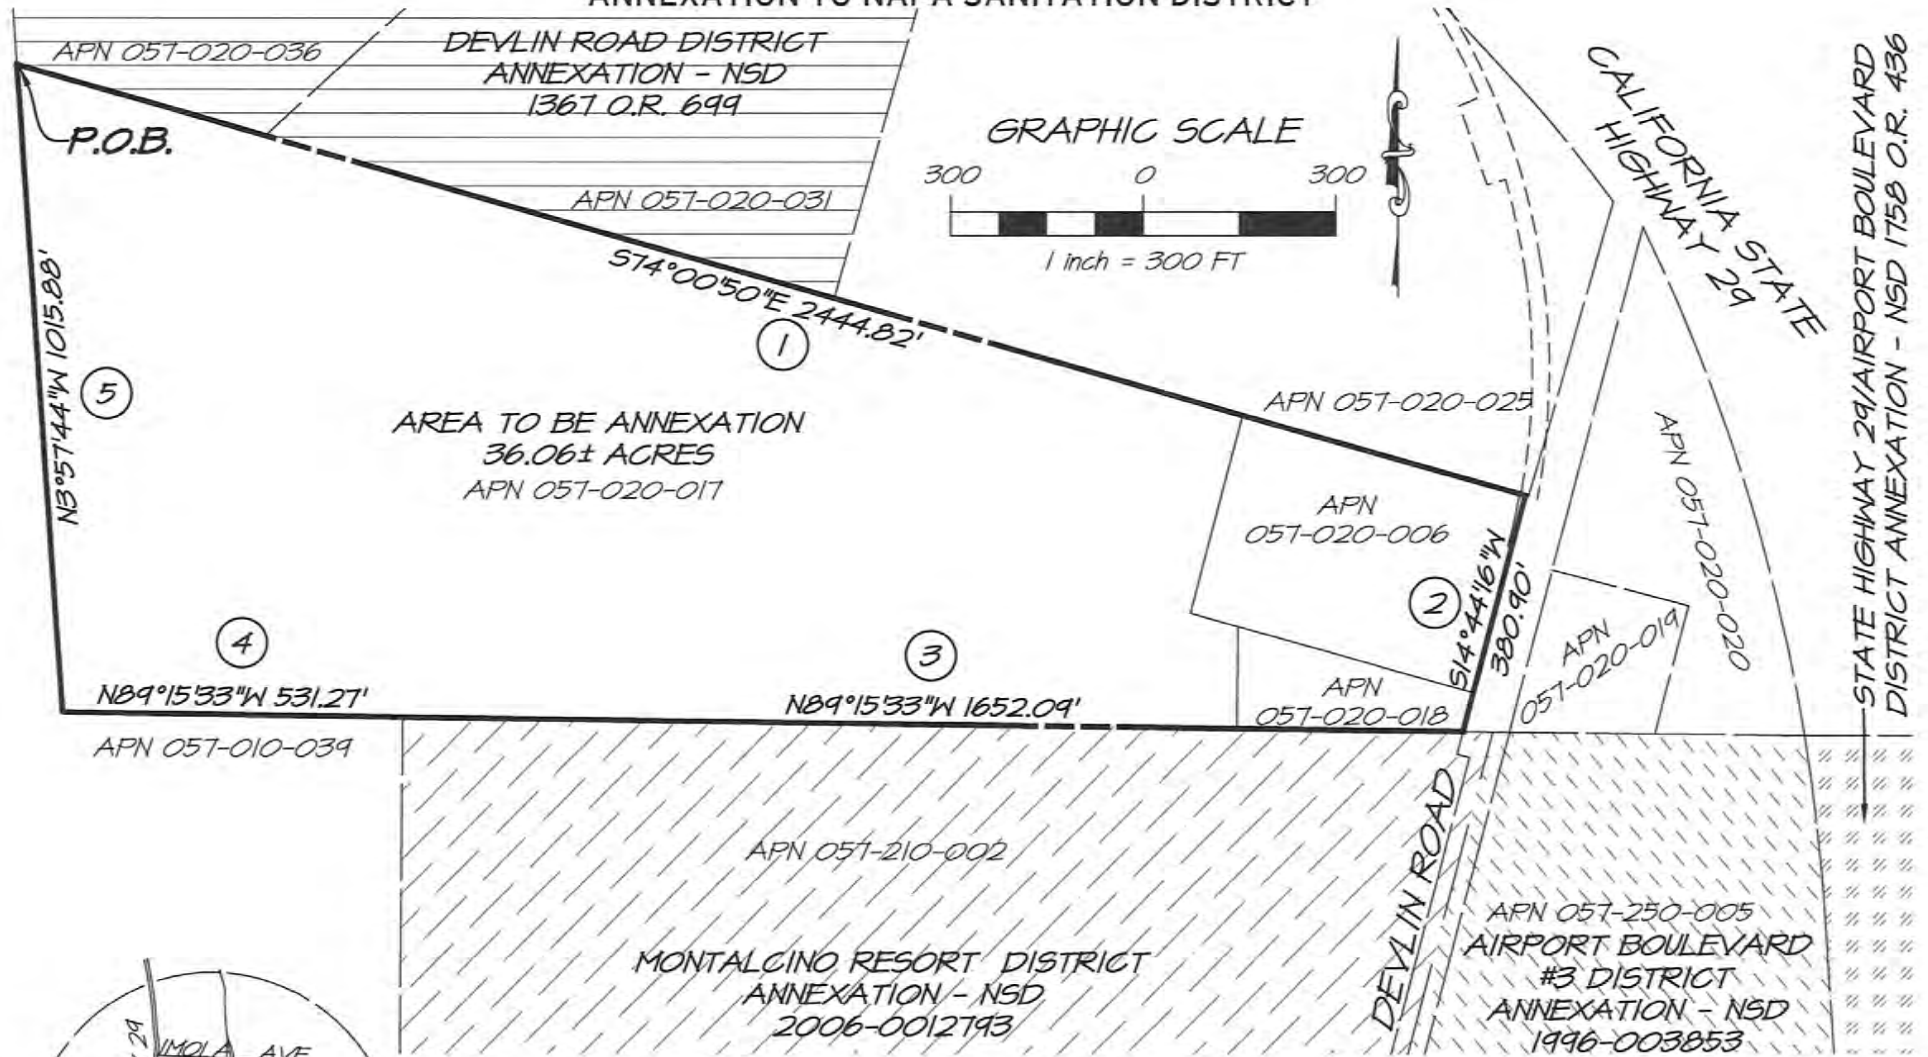 ANNEXATION TO NAPA SANITATION DISTRICT
APN 057-020-036
DEVLIN ROAD DISTRICT
ANNEXATION - NSD
1367 O.R. 699
P.O.B.
APN 057-020-031
GRAPHIC SCALE
300 0 300
1 inch = 300 FT
CALIFORNIA STATE
HIGHWAY 29
STATE HIGHWAY 29/AIRPORT BOULEVARD
DISTRICT ANNEXATION - NSD 1758 O.R. 436
S74°00'50"E 2444.82'
1
N3°57'44"W 1015.88'
5
AREA TO BE ANNEXATION
36.06± ACRES
APN 057-020-017
APN 057-020-025
APN 057-020-020
APN
057-020-006
2
S14°44'16"W
380.90'
APN
057-020-019
4
3
N89°15'33"W 531.27'
N89°15'33"W 1652.09'
APN
057-020-018
APN 057-010-039
APN 057-210-002
DEVLIN ROAD
APN 057-250-005
AIRPORT BOULEVARD
#3 DISTRICT
ANNEXATION - NSD
1996-003853
MONTALCINO RESORT DISTRICT
ANNEXATION - NSD
2006-0012793
29
IMOLA AVE